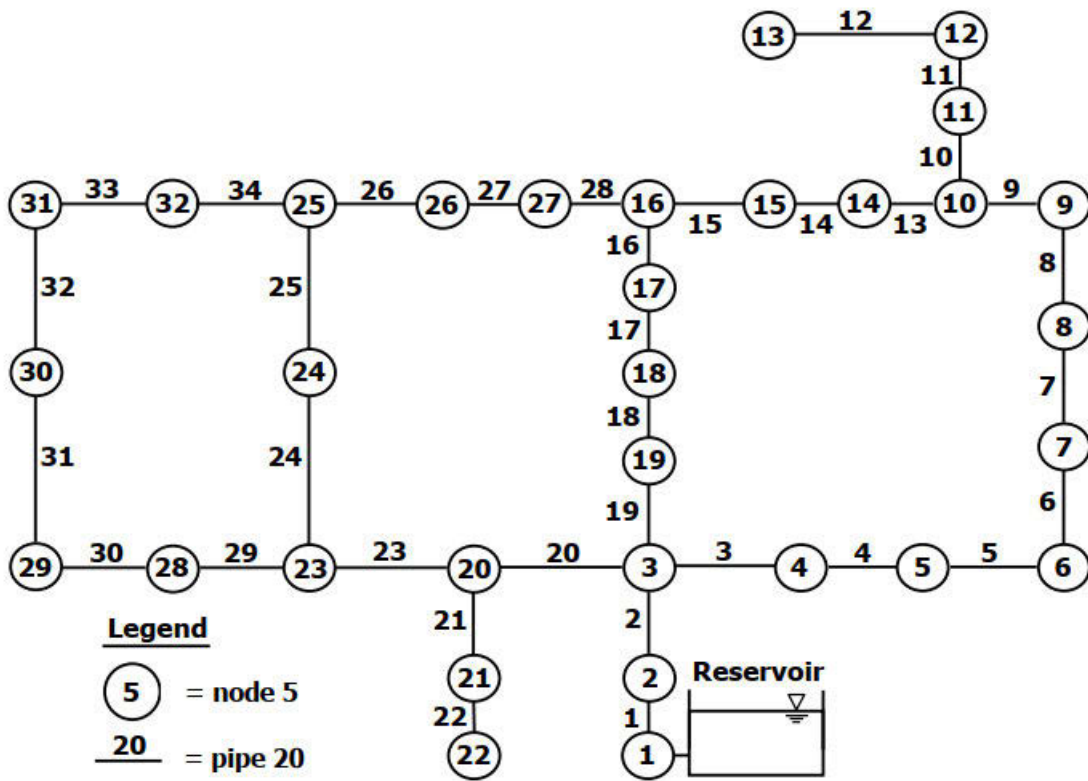 13 12 12
11
11
10
31 33 32 34 25 26 26 27 27 28 16 15 15 14 14 13 10 9 9
16
32 25 17 8
17 8
30 24 18 7
18
31 24 19 7
19 6
29 30 28 29 23 23 20 20 3 3 4 4 5 5 6
21 2
Legend
5 = node 5
21 2 Reservoir
22 1
20 = pipe 20
22 1